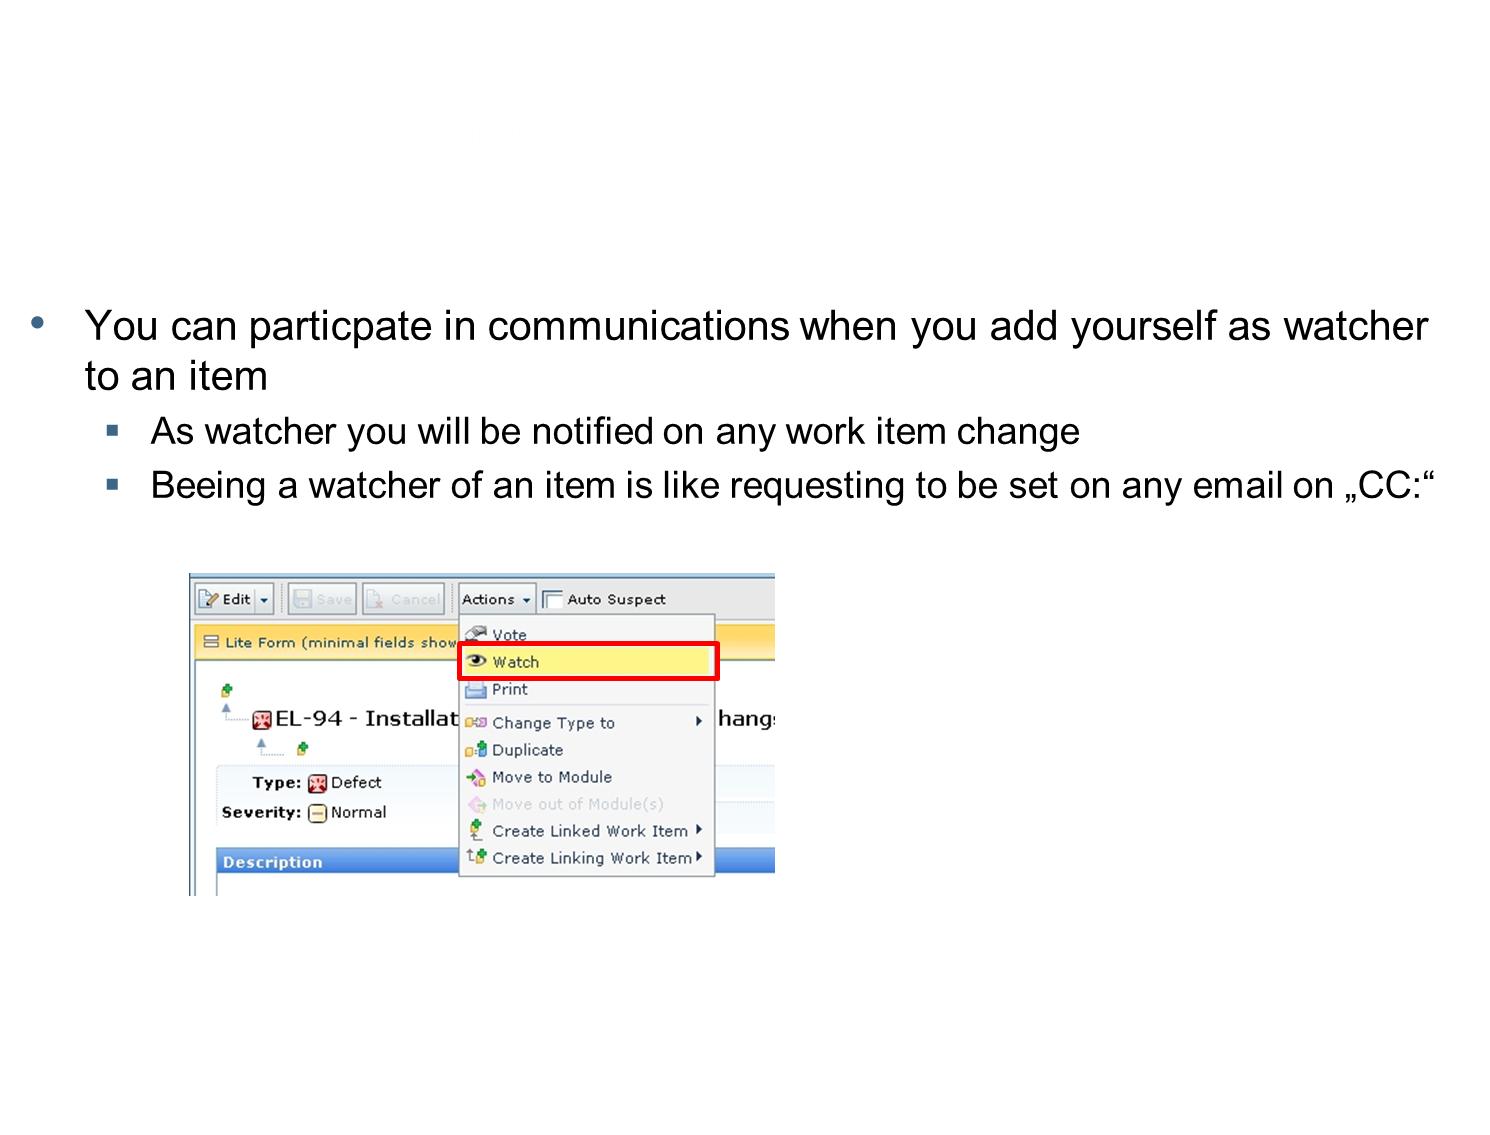 You can particpate in communications when you add yourself as watcher
to an item
As watcher you will be notified on any work item change
Beeing a watcher of an item is like requesting to be set on any email on „CC:“
Edit Save Cancel Actions Auto Suspect
Lite Form (minimal fields show
Vote
Watch
Print
EL-94 - Installat
Change Type to
Duplicate
Type: Defect
Move to Module
Move out of Module(s)
Severity: Normal
Create Linked Work Item
Create Linking Work Item
Description